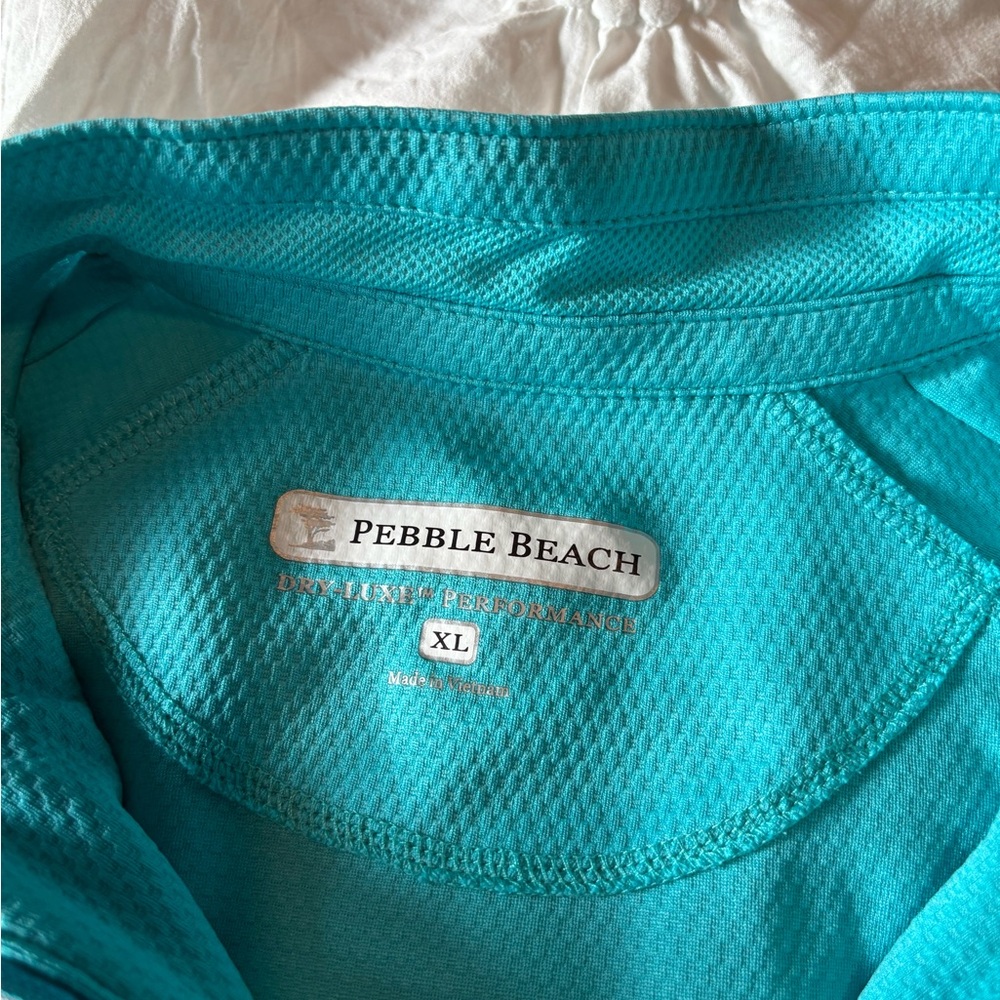 PEBBLE BEACH
DRY-LUXE™ PERFORMANCE
XL
Made in Vietnam